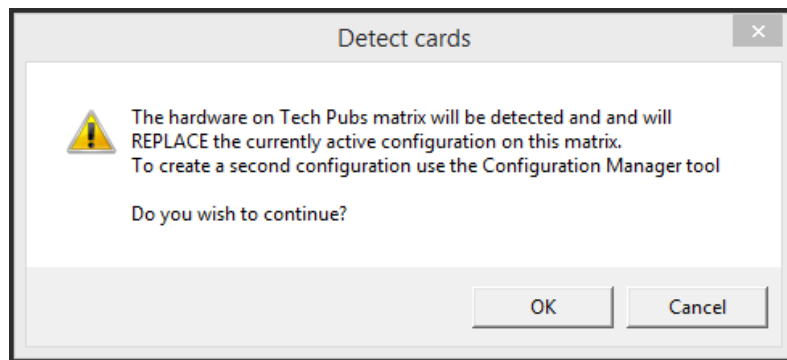 Detect cards
The hardware on Tech Pubs matrix will be detected and and will
REPLACE the currently active configuration on this matrix.
To create a second configuration use the Configuration Manager tool
Do you wish to continue?
OK
Cancel